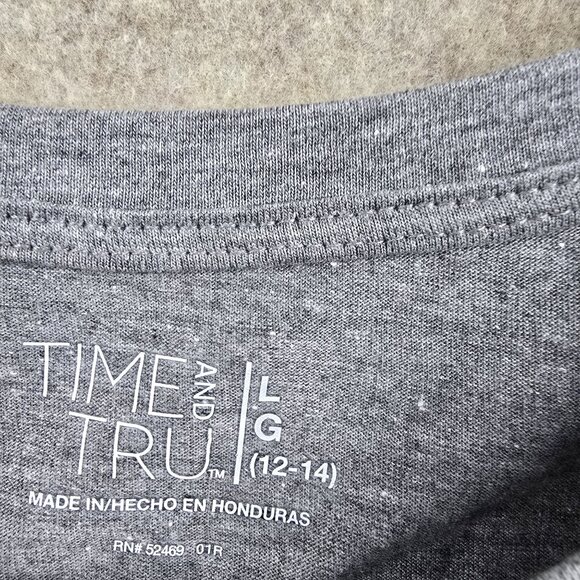 TIME AND TRU™
L
G
(12-14)
MADE IN/HECHO EN HONDURAS
RN# 52469 01R